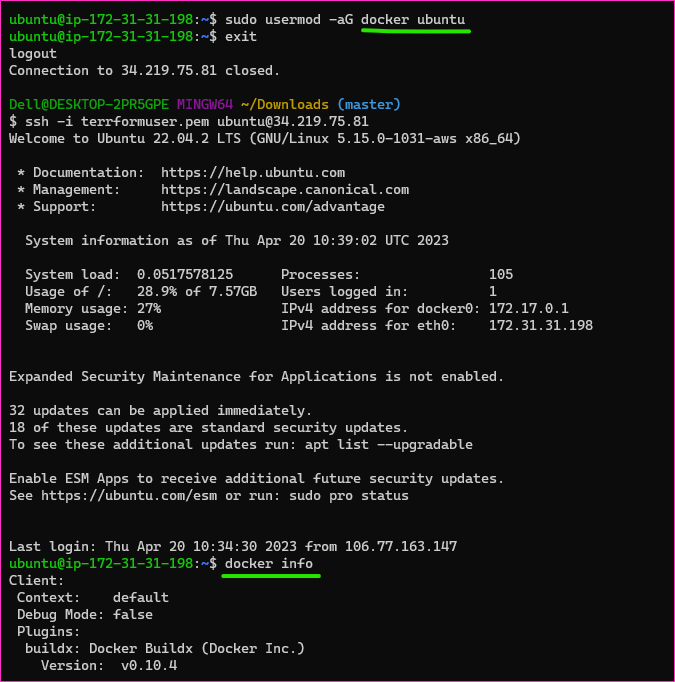 ubuntu@ip-172-31-31-198:~$ sudo usermod -aG docker ubuntu
ubuntu@ip-172-31-31-198:~$ exit
logout
Connection to 34.219.75.81 closed.
Dell@DESKTOP-2PR5GPE MINGW64 ~/Downloads (master)
$ ssh -i terrformuser.pem ubuntu@34.219.75.81
Welcome to Ubuntu 22.04.2 LTS (GNU/Linux 5.15.0-1031-aws x86_64)
* Documentation:  https://help.ubuntu.com
* Management:     https://landscape.canonical.com
* Support:        https://ubuntu.com/advantage
System information as of Thu Apr 20 10:39:02 UTC 2023
System load:  0.0517578125      Processes:                105
Usage of /:   28.9% of 7.57GB   Users logged in:          1
Memory usage: 27%               IPv4 address for docker0: 172.17.0.1
Swap usage:   0%                IPv4 address for eth0:    172.31.31.198
Expanded Security Maintenance for Applications is not enabled.
32 updates can be applied immediately.
18 of these updates are standard security updates.
To see these additional updates run: apt list --upgradable
Enable ESM Apps to receive additional future security updates.
See https://ubuntu.com/esm or run: sudo pro status
Last login: Thu Apr 20 10:34:30 2023 from 106.77.163.147
ubuntu@ip-172-31-31-198:~$ docker info
Client:
Context:    default
Debug Mode: false
Plugins:
buildx: Docker Buildx (Docker Inc.)
Version:  v0.10.4